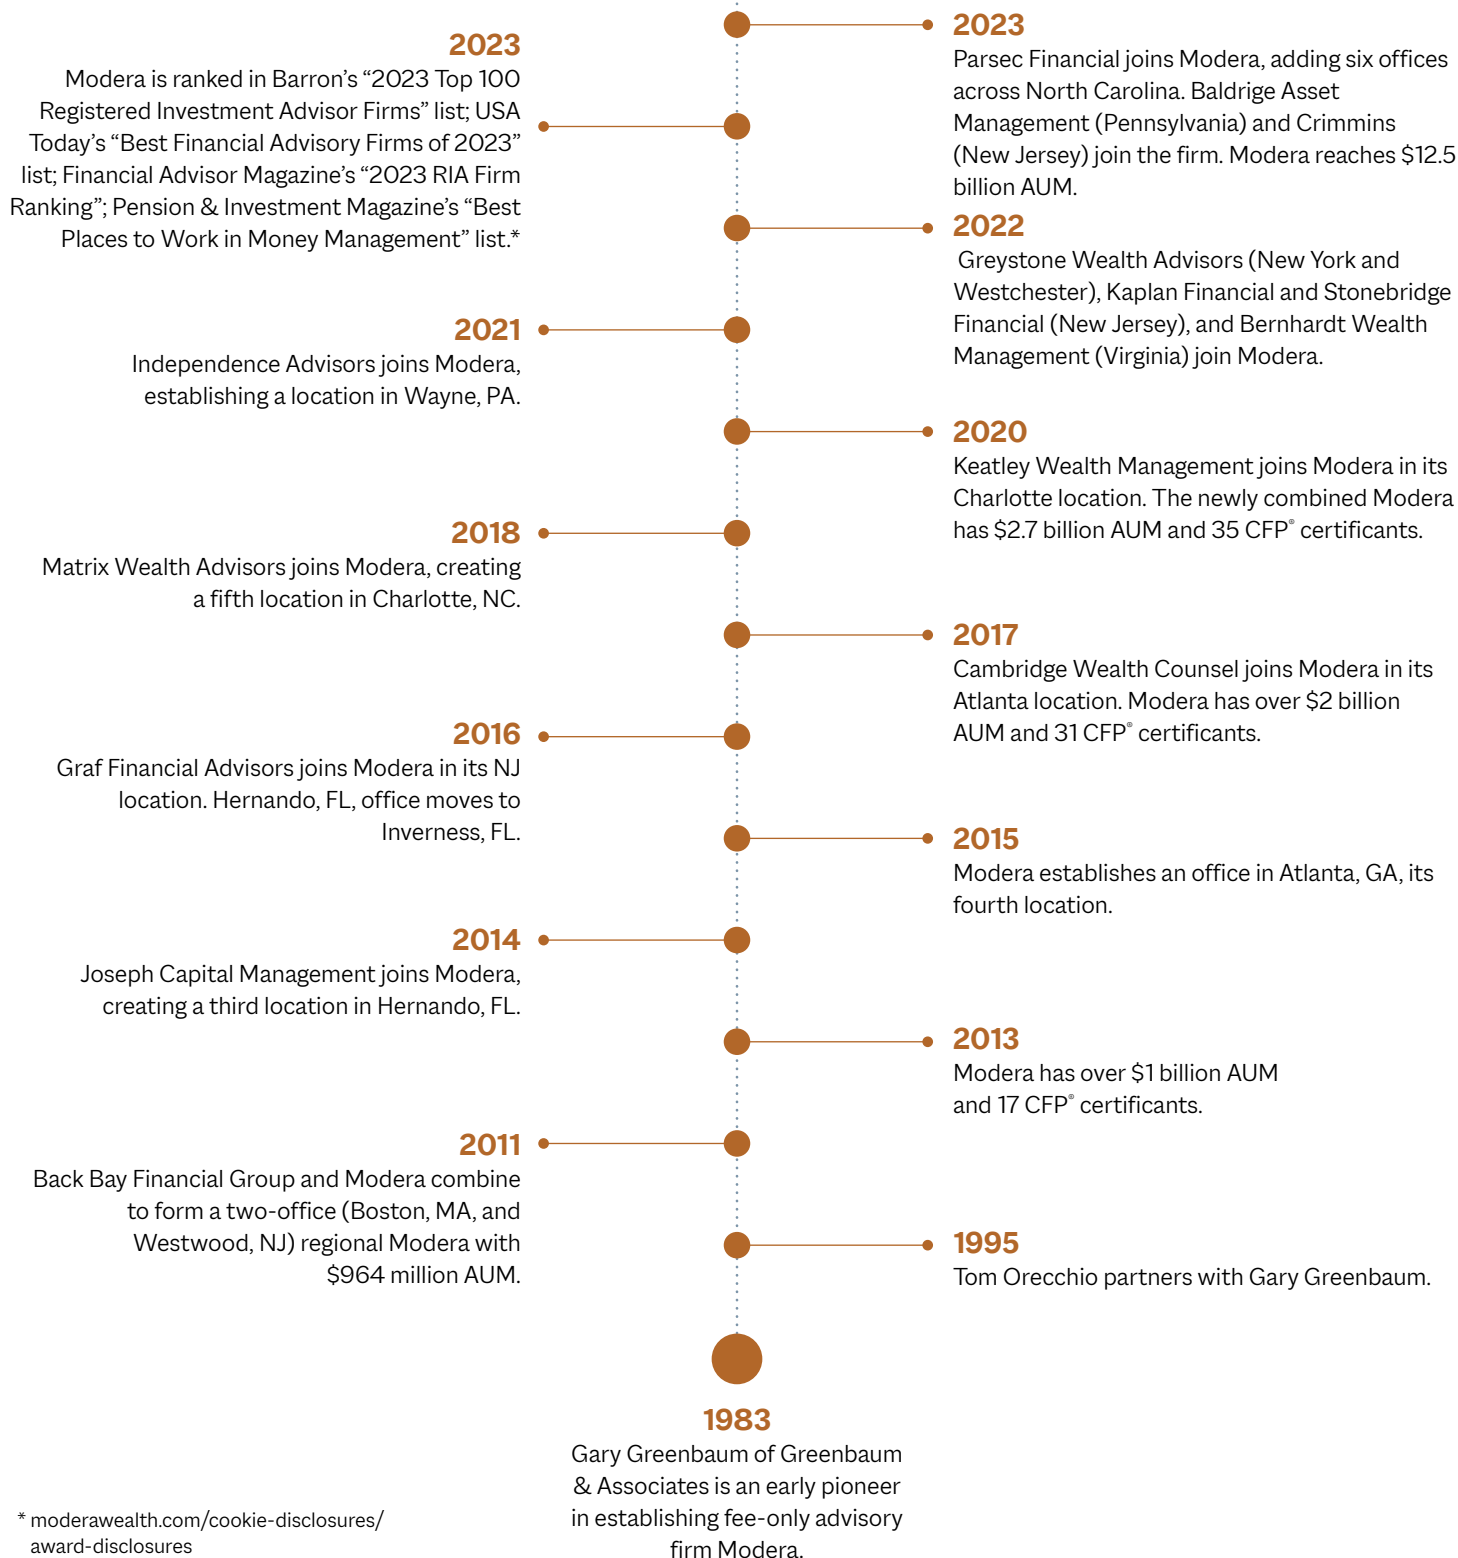 2023
Parsec Financial joins Modera, adding six offices
across North Carolina. Baldrige Asset
Management (Pennsylvania) and Crimmins
(New Jersey) join the firm. Modera reaches $12.5
billion AUM.
2023
Modera is ranked in Barron’s “2023 Top 100
Registered Investment Advisor Firms” list; USA
Today’s “Best Financial Advisory Firms of 2023”
list; Financial Advisor Magazine’s “2023 RIA Firm
Ranking”; Pension & Investment Magazine’s “Best
Places to Work in Money Management” list.*
2022
Greystone Wealth Advisors (New York and
Westchester), Kaplan Financial and Stonebridge
Financial (New Jersey), and Bernhardt Wealth
Management (Virginia) join Modera.
2021
Independence Advisors joins Modera,
establishing a location in Wayne, PA.
2020
Keatley Wealth Management joins Modera in its
Charlotte location. The newly combined Modera
has $2.7 billion AUM and 35 CFP® certificants.
2018
Matrix Wealth Advisors joins Modera, creating
a fifth location in Charlotte, NC.
2017
Cambridge Wealth Counsel joins Modera in its
Atlanta location. Modera has over $2 billion
AUM and 31 CFP® certificants.
2016
Graf Financial Advisors joins Modera in its NJ
location. Hernando, FL, office moves to
Inverness, FL.
2015
Modera establishes an office in Atlanta, GA, its
fourth location.
2014
Joseph Capital Management joins Modera,
creating a third location in Hernando, FL.
2013
Modera has over $1 billion AUM
and 17 CFP® certificants.
2011
Back Bay Financial Group and Modera combine
to form a two-office (Boston, MA, and
Westwood, NJ) regional Modera with
$964 million AUM.
1995
Tom Orecchio partners with Gary Greenbaum.
1983
Gary Greenbaum of Greenbaum
& Associates is an early pioneer
in establishing fee-only advisory
firm Modera.
* moderawealth.com/cookie-disclosures/
award-disclosures